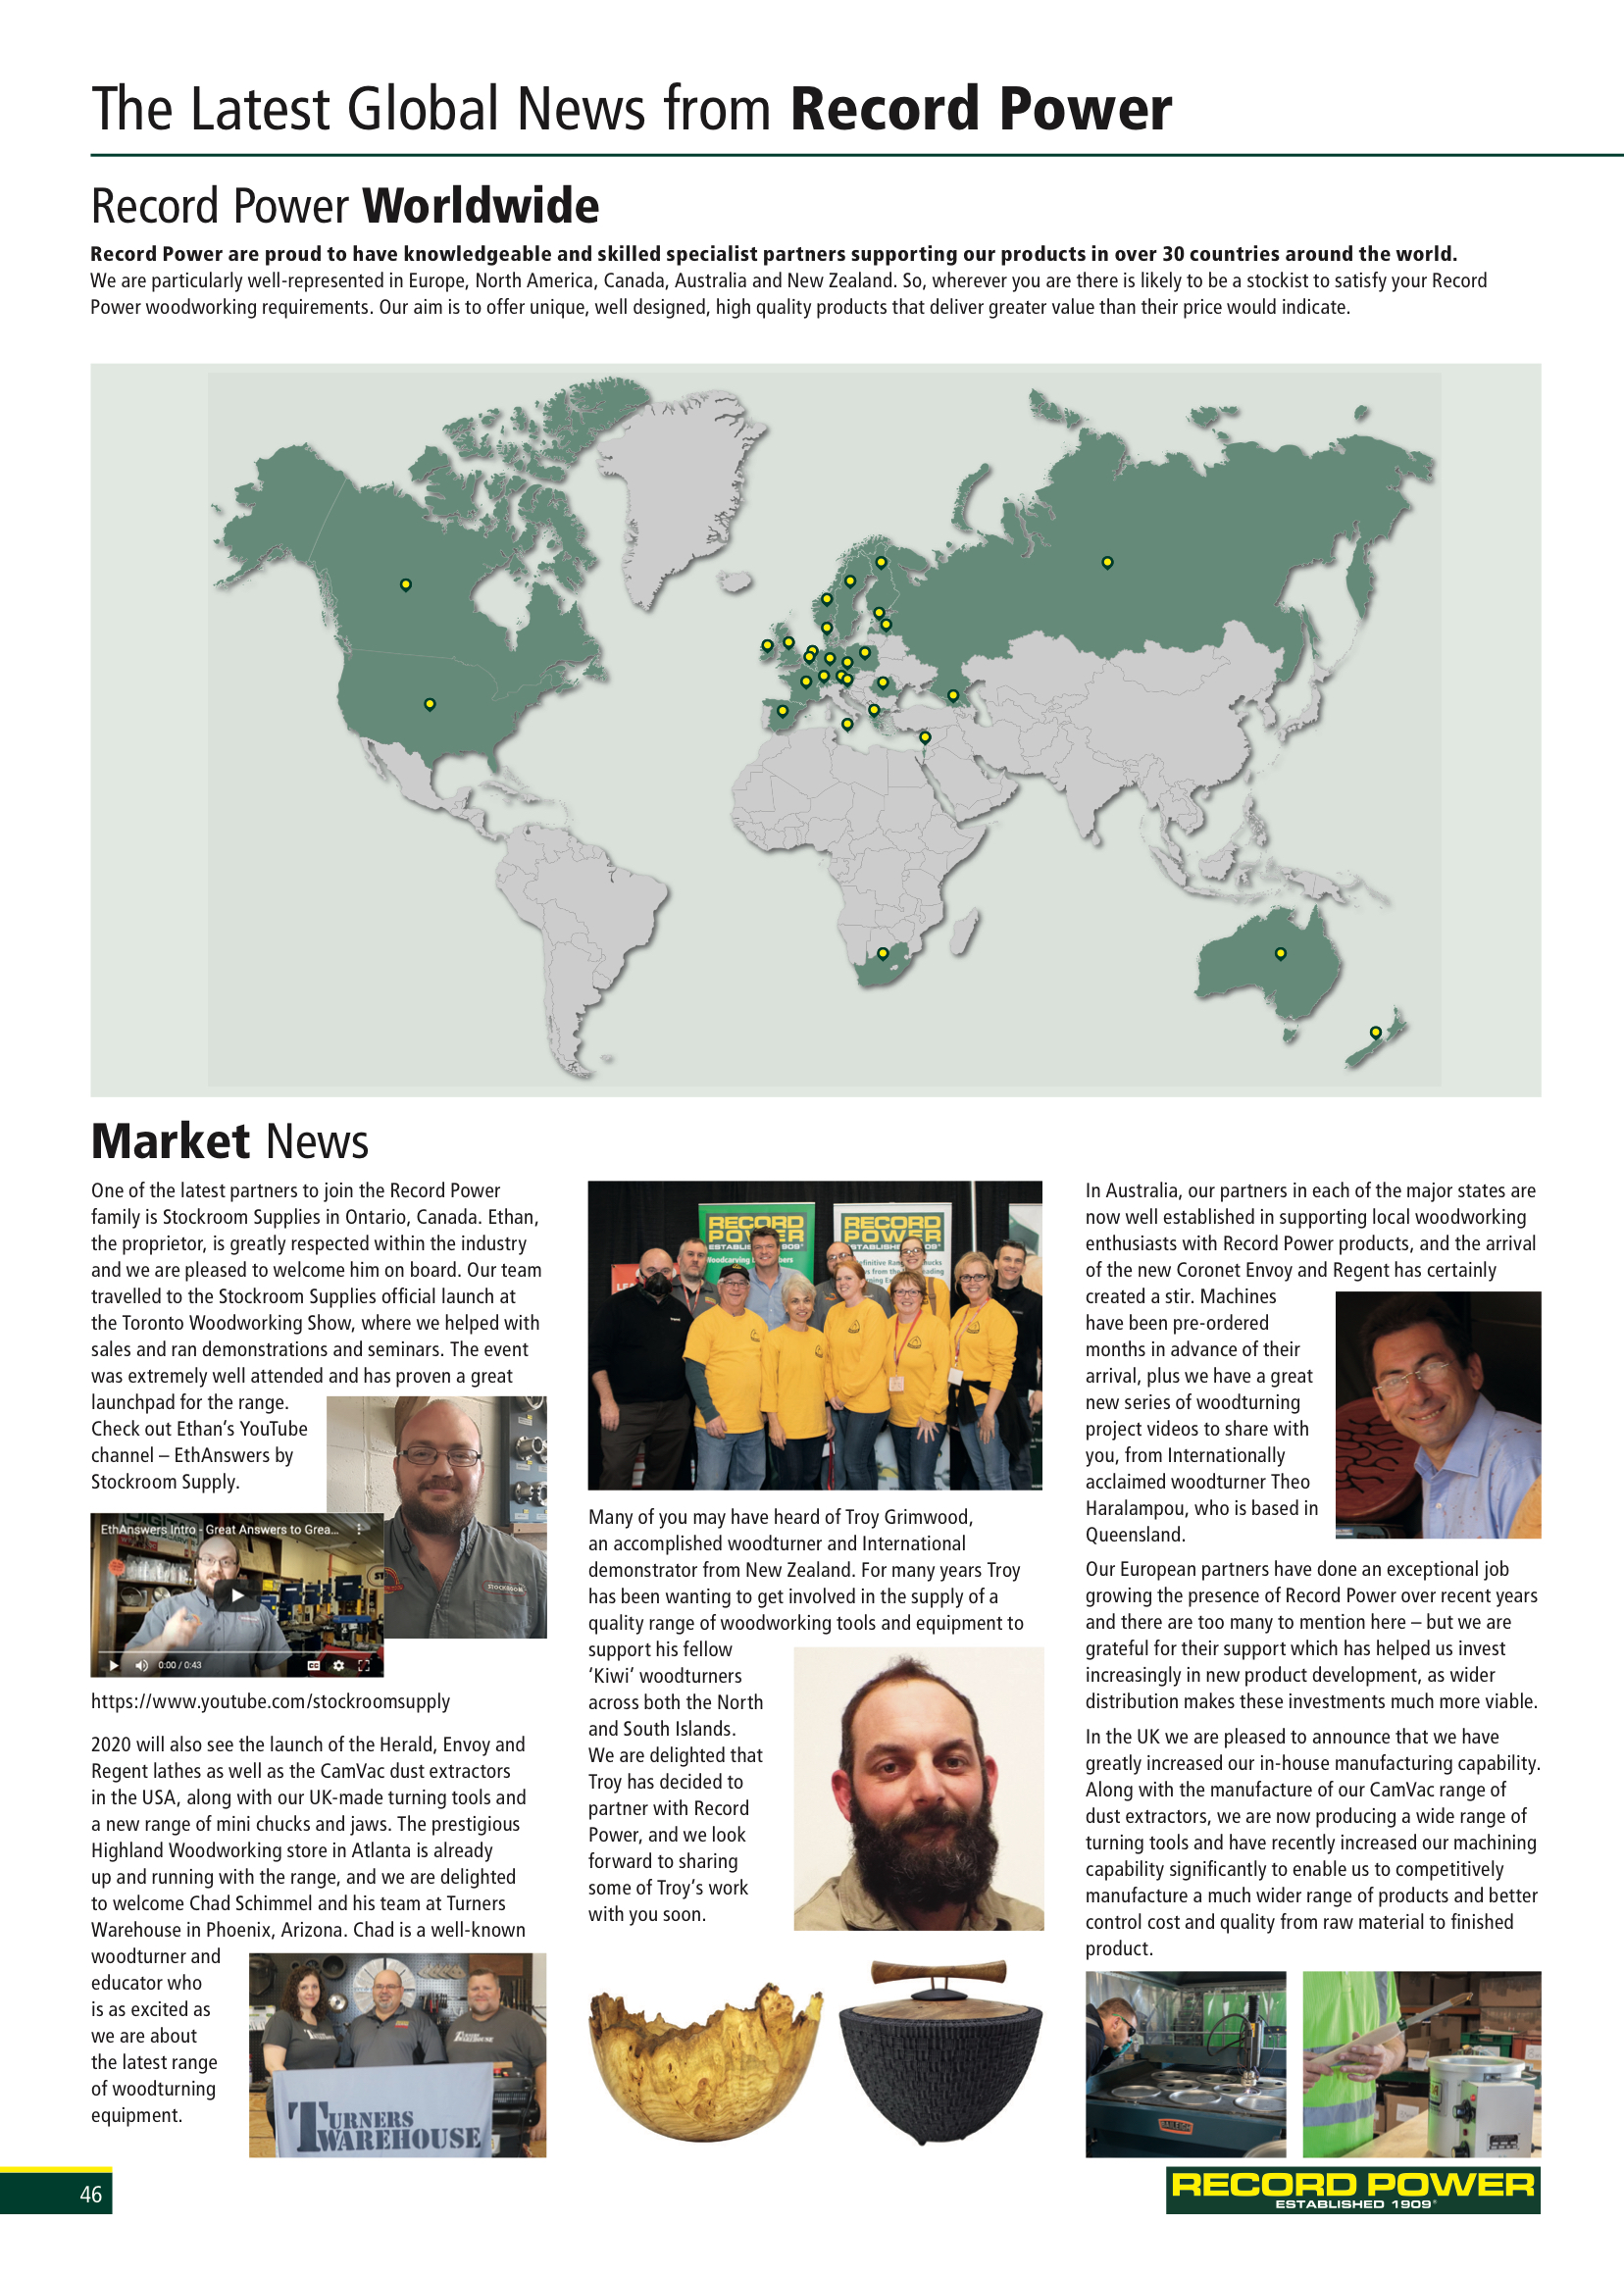 The Latest Global News from Record Power
Record Power Worldwide
Record Power are proud to have knowledgeable and skilled specialist partners supporting our products in over 30 countries around the world.
We are particularly well-represented in Europe, North America, Canada, Australia and New Zealand. So, wherever you are there is likely to be a stockist to satisfy your Record
Power woodworking requirements. Our aim is to offer unique, well designed, high quality products that deliver greater value than their price would indicate.
Market News
One of the latest partners to join the Record Power
family is Stockroom Supplies in Ontario, Canada. Ethan,
the proprietor, is greatly respected within the industry
and we are pleased to welcome him on board. Our team
travelled to the Stockroom Supplies official launch at
the Toronto Woodworking Show, where we helped with
sales and ran demonstrations and seminars. The event
was extremely well attended and has proven a great
launchpad for the range.
Check out Ethan's YouTube
channel – EthAnswers by
Stockroom Supply.
EthAnswers Intro - Great Answers to Grea...
0:00 / 0:43
STOCKROOM
https://www.youtube.com/stockroomsupply
2020 will also see the launch of the Herald, Envoy and
Regent lathes as well as the CamVac dust extractors
in the USA, along with our UK-made turning tools and
a new range of mini chucks and jaws. The prestigious
Highland Woodworking store in Atlanta is already
up and running with the range, and we are delighted
to welcome Chad Schimmel and his team at Turners
Warehouse in Phoenix, Arizona. Chad is a well-known
woodturner and
educator who
is as excited as
we are about
the latest range
of woodturning
equipment.
TURNERS
WAREHOUSE
RECORD
POWER
RECORD
POWER
Many of you may have heard of Troy Grimwood,
an accomplished woodturner and International
demonstrator from New Zealand. For many years Troy
has been wanting to get involved in the supply of a
quality range of woodworking tools and equipment to
support his fellow
'Kiwi' woodturners
across both the North
and South Islands.
We are delighted that
Troy has decided to
partner with Record
Power, and we look
forward to sharing
some of Troy's work
with you soon.
In Australia, our partners in each of the major states are
now well established in supporting local woodworking
enthusiasts with Record Power products, and the arrival
of the new Coronet Envoy and Regent has certainly
created a stir. Machines
have been pre-ordered
months in advance of their
arrival, plus we have a great
new series of woodturning
project videos to share with
you, from Internationally
acclaimed woodturner Theo
Haralampou, who is based in
Queensland.
Our European partners have done an exceptional job
growing the presence of Record Power over recent years
and there are too many to mention here – but we are
grateful for their support which has helped us invest
increasingly in new product development, as wider
distribution makes these investments much more viable.
In the UK we are pleased to announce that we have
greatly increased our in-house manufacturing capability.
Along with the manufacture of our CamVac range of
dust extractors, we are now producing a wide range of
turning tools and have recently increased our machining
capability significantly to enable us to competitively
manufacture a much wider range of products and better
control cost and quality from raw material to finished
product.
46
RECORD POWER
ESTABLISHED 1909®